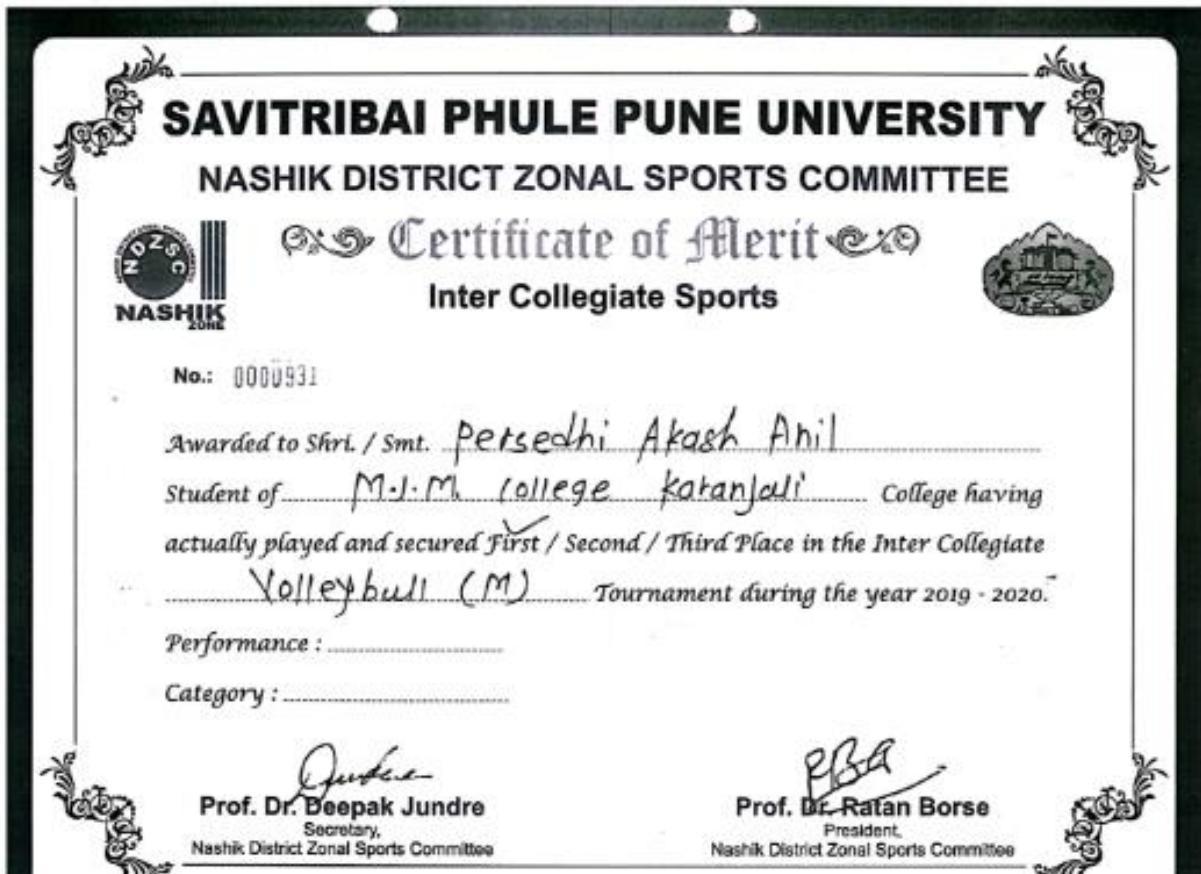 SAVITRIBAI PHULE PUNE UNIVERSITY
NASHIK DISTRICT ZONAL SPORTS COMMITTEE
Certificate of Merit
Inter Collegiate Sports
NDZSC
NASHIK
ZONE
No.: 0000931
Awarded to Shri. / Smt. Persedhi Akash Anil
Student of M.J.M. College Karanjali College having
actually played and secured First / Second / Third Place in the Inter Collegiate
Volleybull (M) Tournament during the year 2019 - 2020.
Performance :
Category :
Prof. Dr. Deepak Jundre
Secretary,
Nashik District Zonal Sports Committee
Prof. Dr. Ratan Borse
President,
Nashik District Zonal Sports Committee